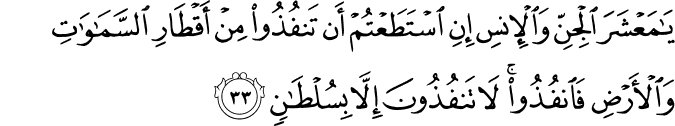 يَٰمَعۡشَرَ ٱلۡجِنِّ وَٱلۡإِنسِ إِنِ ٱسۡتَطَعۡتُمۡ أَن تَنفُذُواْ مِنۡ أَقۡطَارِ ٱلسَّمَٰوَٰتِ
وَٱلۡأَرۡضِ فَٱنفُذُواْۚ لَا تَنفُذُونَ إِلَّا بِسُلۡطَٰنٖ ٣٣